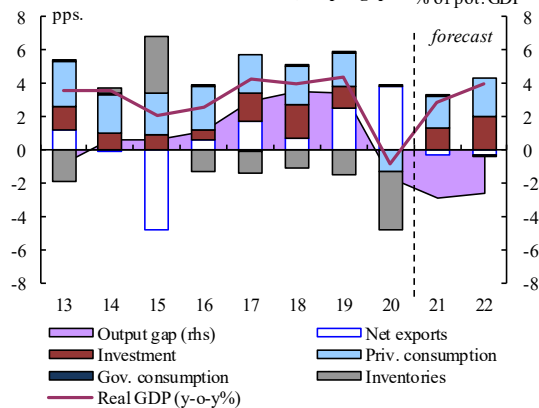 % of pot. GDP
pps.
forecast
8 8
6 6
4 4
2 2
0 0
-2 -2
-4 -4
-6 -6
-8 -8
13 14 15 16 17 18 19 20 21 22
Output gap (rhs) Net exports
Investment Priv. consumption
Gov. consumption Inventories
Real GDP (y-o-y%)